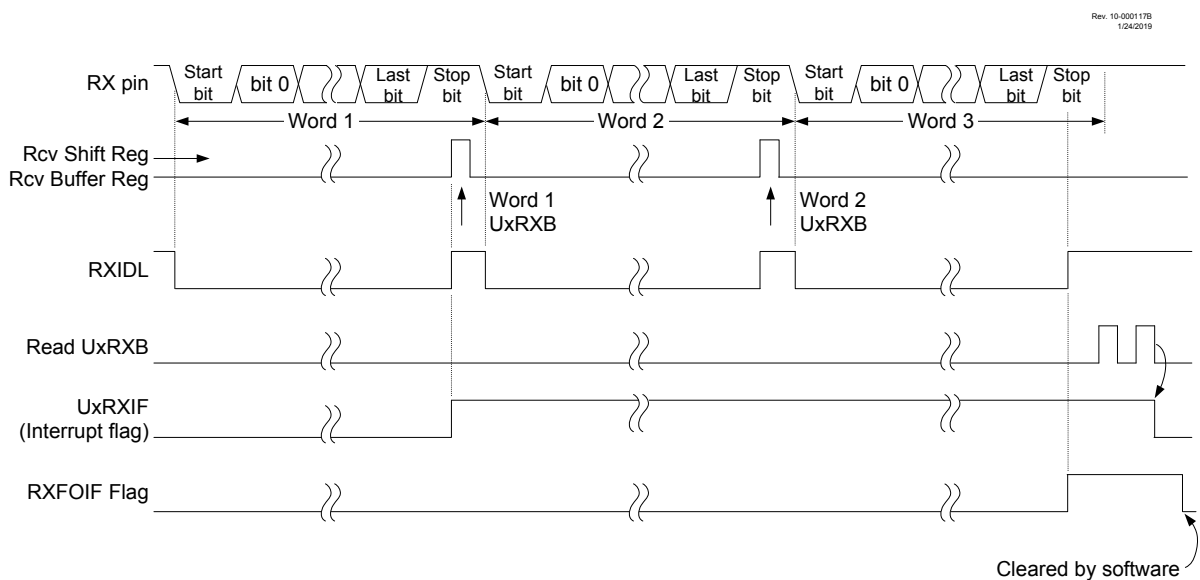 Rev. 10-000117B
1/24/2019
RX pin
Start bit
bit 0
Last bit
Stop bit
Start bit
bit 0
Last bit
Stop bit
Start bit
bit 0
Last bit
Stop bit
Word 1
Word 2
Word 3
Rcv Shift Reg
Rcv Buffer Reg
Word 1
UxRXB
Word 2
UxRXB
RXIDL
Read UxRXB
UxRXIF
(Interrupt flag)
RXFOIF Flag
Cleared by software